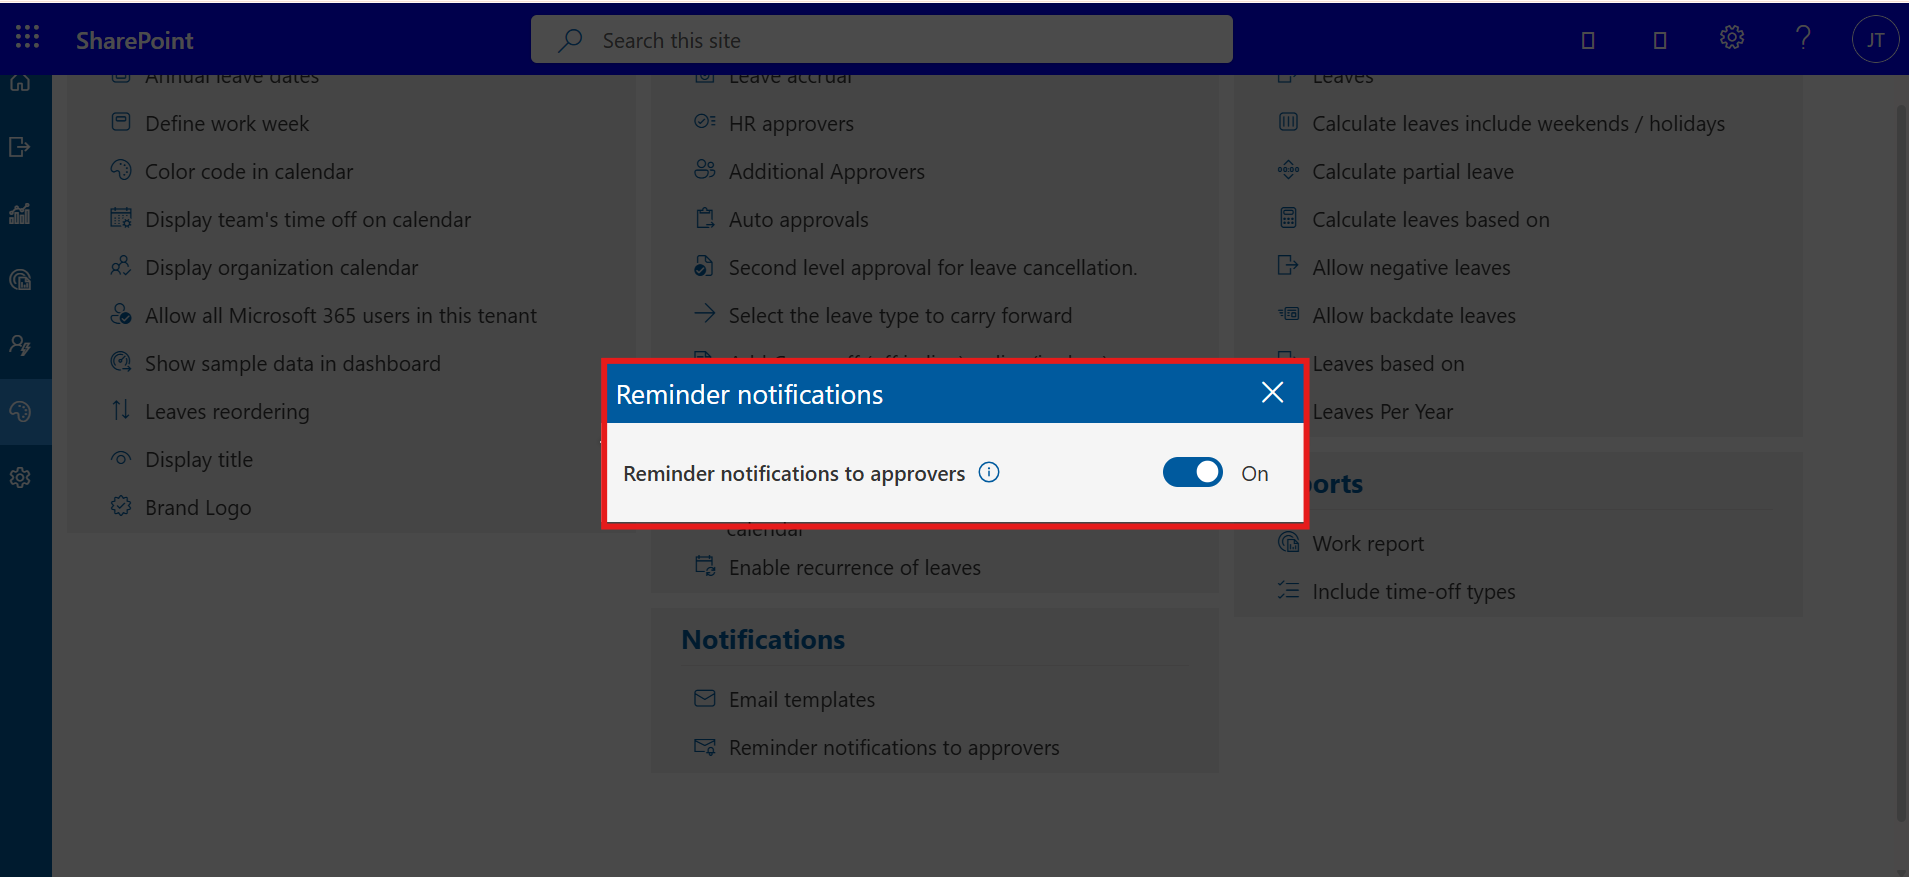 SharePoint
Search this site
JT
Annual leave dates
Define work week
Color code in calendar
Display team's time off on calendar
Display organization calendar
Allow all Microsoft 365 users in this tenant
Show sample data in dashboard
Leaves reordering
Display title
Brand Logo
Leave accrual
HR approvers
Additional Approvers
Auto approvals
Second level approval for leave cancellation.
Select the leave type to carry forward
Reminder notifications
Reminder notifications to approvers
On
calendar
Enable recurrence of leaves
Notifications
Email templates
Reminder notifications to approvers
Leaves
Calculate leaves include weekends / holidays
Calculate partial leave
Calculate leaves based on
Allow negative leaves
Allow backdate leaves
Leaves based on
Leaves Per Year
ports
Work report
Include time-off types